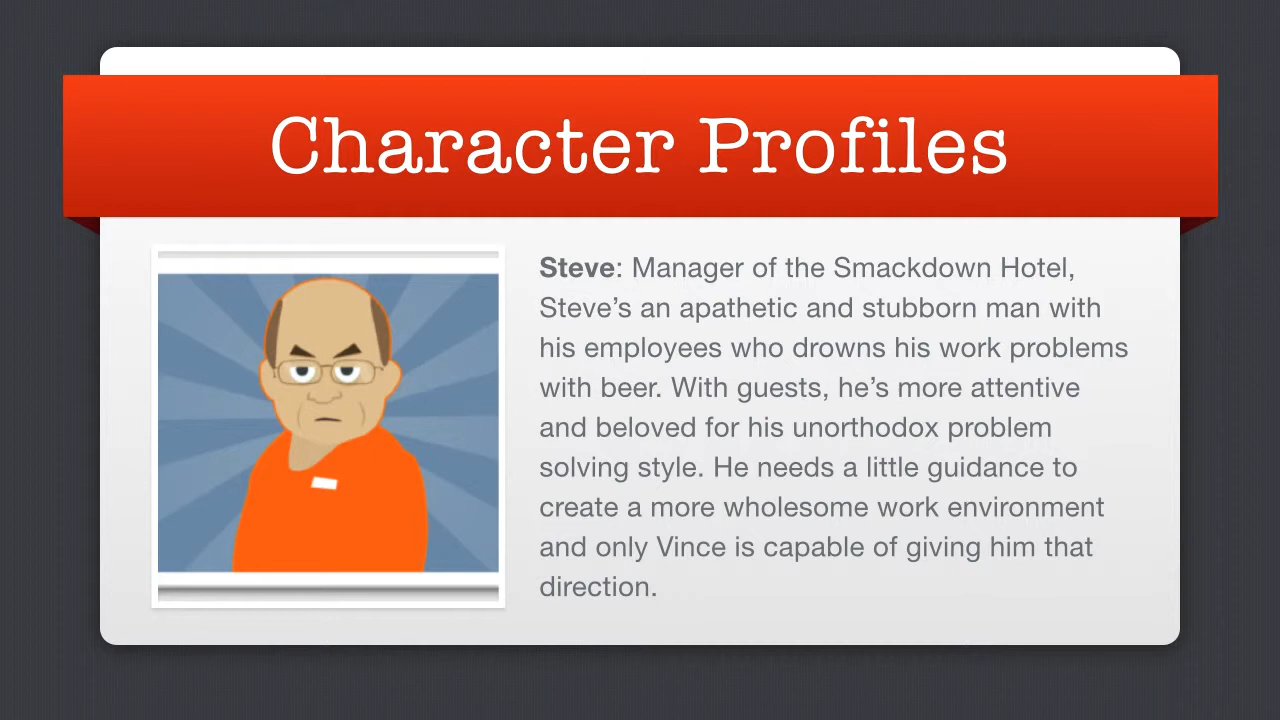 Character Profiles
Steve: Manager of the Smackdown Hotel,
Steve’s an apathetic and stubborn man with
his employees who drowns his work problems
with beer. With guests, he’s more attentive
and beloved for his unorthodox problem
solving style. He needs a little guidance to
create a more wholesome work environment
and only Vince is capable of giving him that
direction.